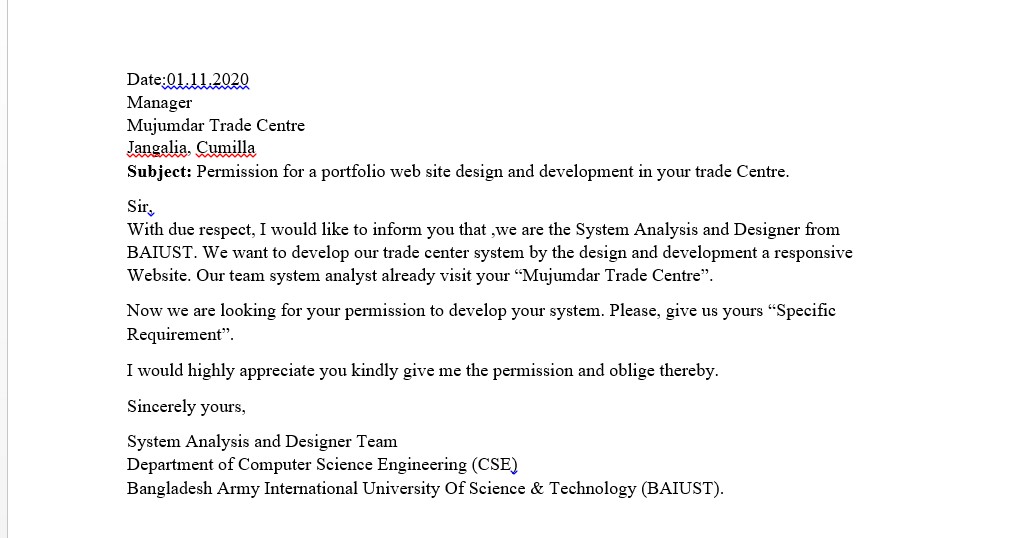 Date:01.11.2020
Manager
Mujumdar Trade Centre
Jangalia, Cumilla
Subject: Permission for a portfolio web site design and development in your trade Centre.
Sir,
With due respect, I would like to inform you that ,we are the System Analysis and Designer from
BAIUST. We want to develop our trade center system by the design and development a responsive
Website. Our team system analyst already visit your “Mujumdar Trade Centre”.
Now we are looking for your permission to develop your system. Please, give us yours “Specific
Requirement”.
I would highly appreciate you kindly give me the permission and oblige thereby.
Sincerely yours,
System Analysis and Designer Team
Department of Computer Science Engineering (CSE)
Bangladesh Army International University Of Science & Technology (BAIUST).